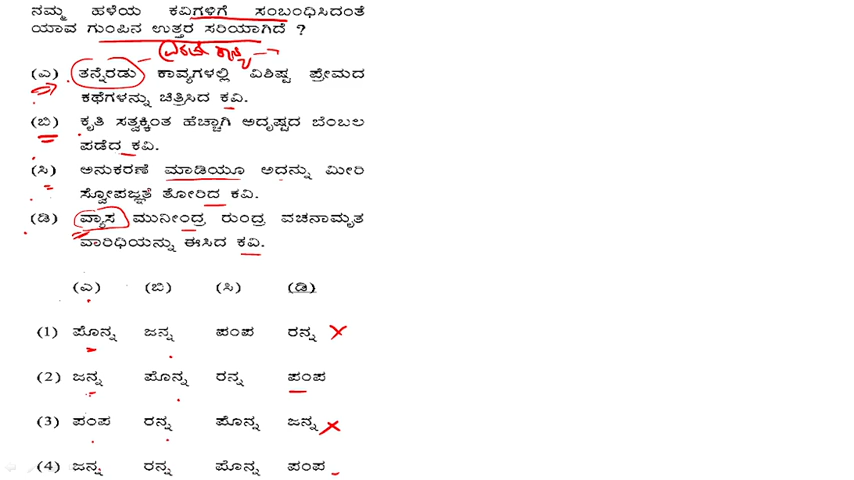 ನಮ್ಮ ಹಳೆಯ ಕವಿಗಳಿಗೆ ಸಂಬಂಧಿಸಿದಂತೆ
ಯಾವ ಗುಂಪಿನ ಉತ್ತರ ಸರಿಯಾಗಿದೆ ?
(ಎ) ತನ್ನೆರಡು ಕಾವ್ಯಗಳಲ್ಲಿ ವಿಶಿಷ್ಟ ಪ್ರೇಮದ
ಕಥೆಗಳನ್ನು ಚಿತ್ರಿಸಿದ ಕವಿ.
(ಬಿ) ಕೃತಿ ಸತ್ವಕ್ಕಿಂತ ಹೆಚ್ಚಾಗಿ ಅದೃಷ್ಟದ ಬೆಂಬಲ
ಪಡೆದ ಕವಿ.
(ಸಿ) ಅನುಕರಣೆ ಮಾಡಿಯೂ ಅದನ್ನು ಮೀರಿ
ಸ್ವೋಪಜ್ಞತೆ ತೋರಿದ ಕವಿ.
(ಡಿ) ವ್ಯಾಸ ಮುನೀಂದ್ರ ರುಂದ್ರ ವಚನಾಮೃತ
ವಾರಿಧಿಯನ್ನು ಈಸಿದ ಕವಿ.
(ಎ) (ಬಿ) (ಸಿ) (ಡಿ)
(1) ಪೊನ್ನ ಜನ್ನ ಪಂಪ ರನ್ನ
(2) ಜನ್ನ ಪೊನ್ನ ರನ್ನ ಪಂಪ
(3) ಪಂಪ ರನ್ನ ಪೊನ್ನ ಜನ್ನ
(4) ಜನ್ನ ರನ್ನ ಪೊನ್ನ ಪಂಪ